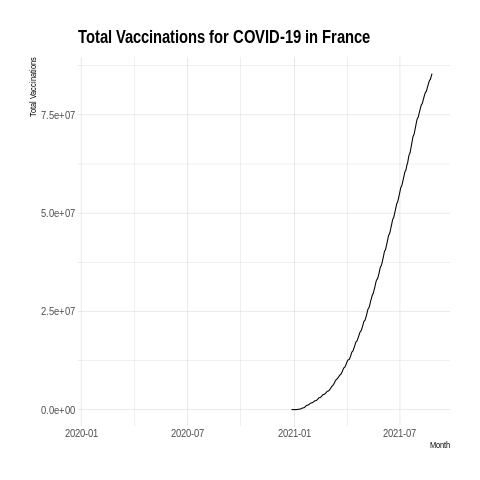 Total Vaccinations for COVID-19 in France
Total Vaccinations
7.5e+07
5.0e+07
2.5e+07
0.0e+00
2020-01 2020-07 2021-01 2021-07
Month